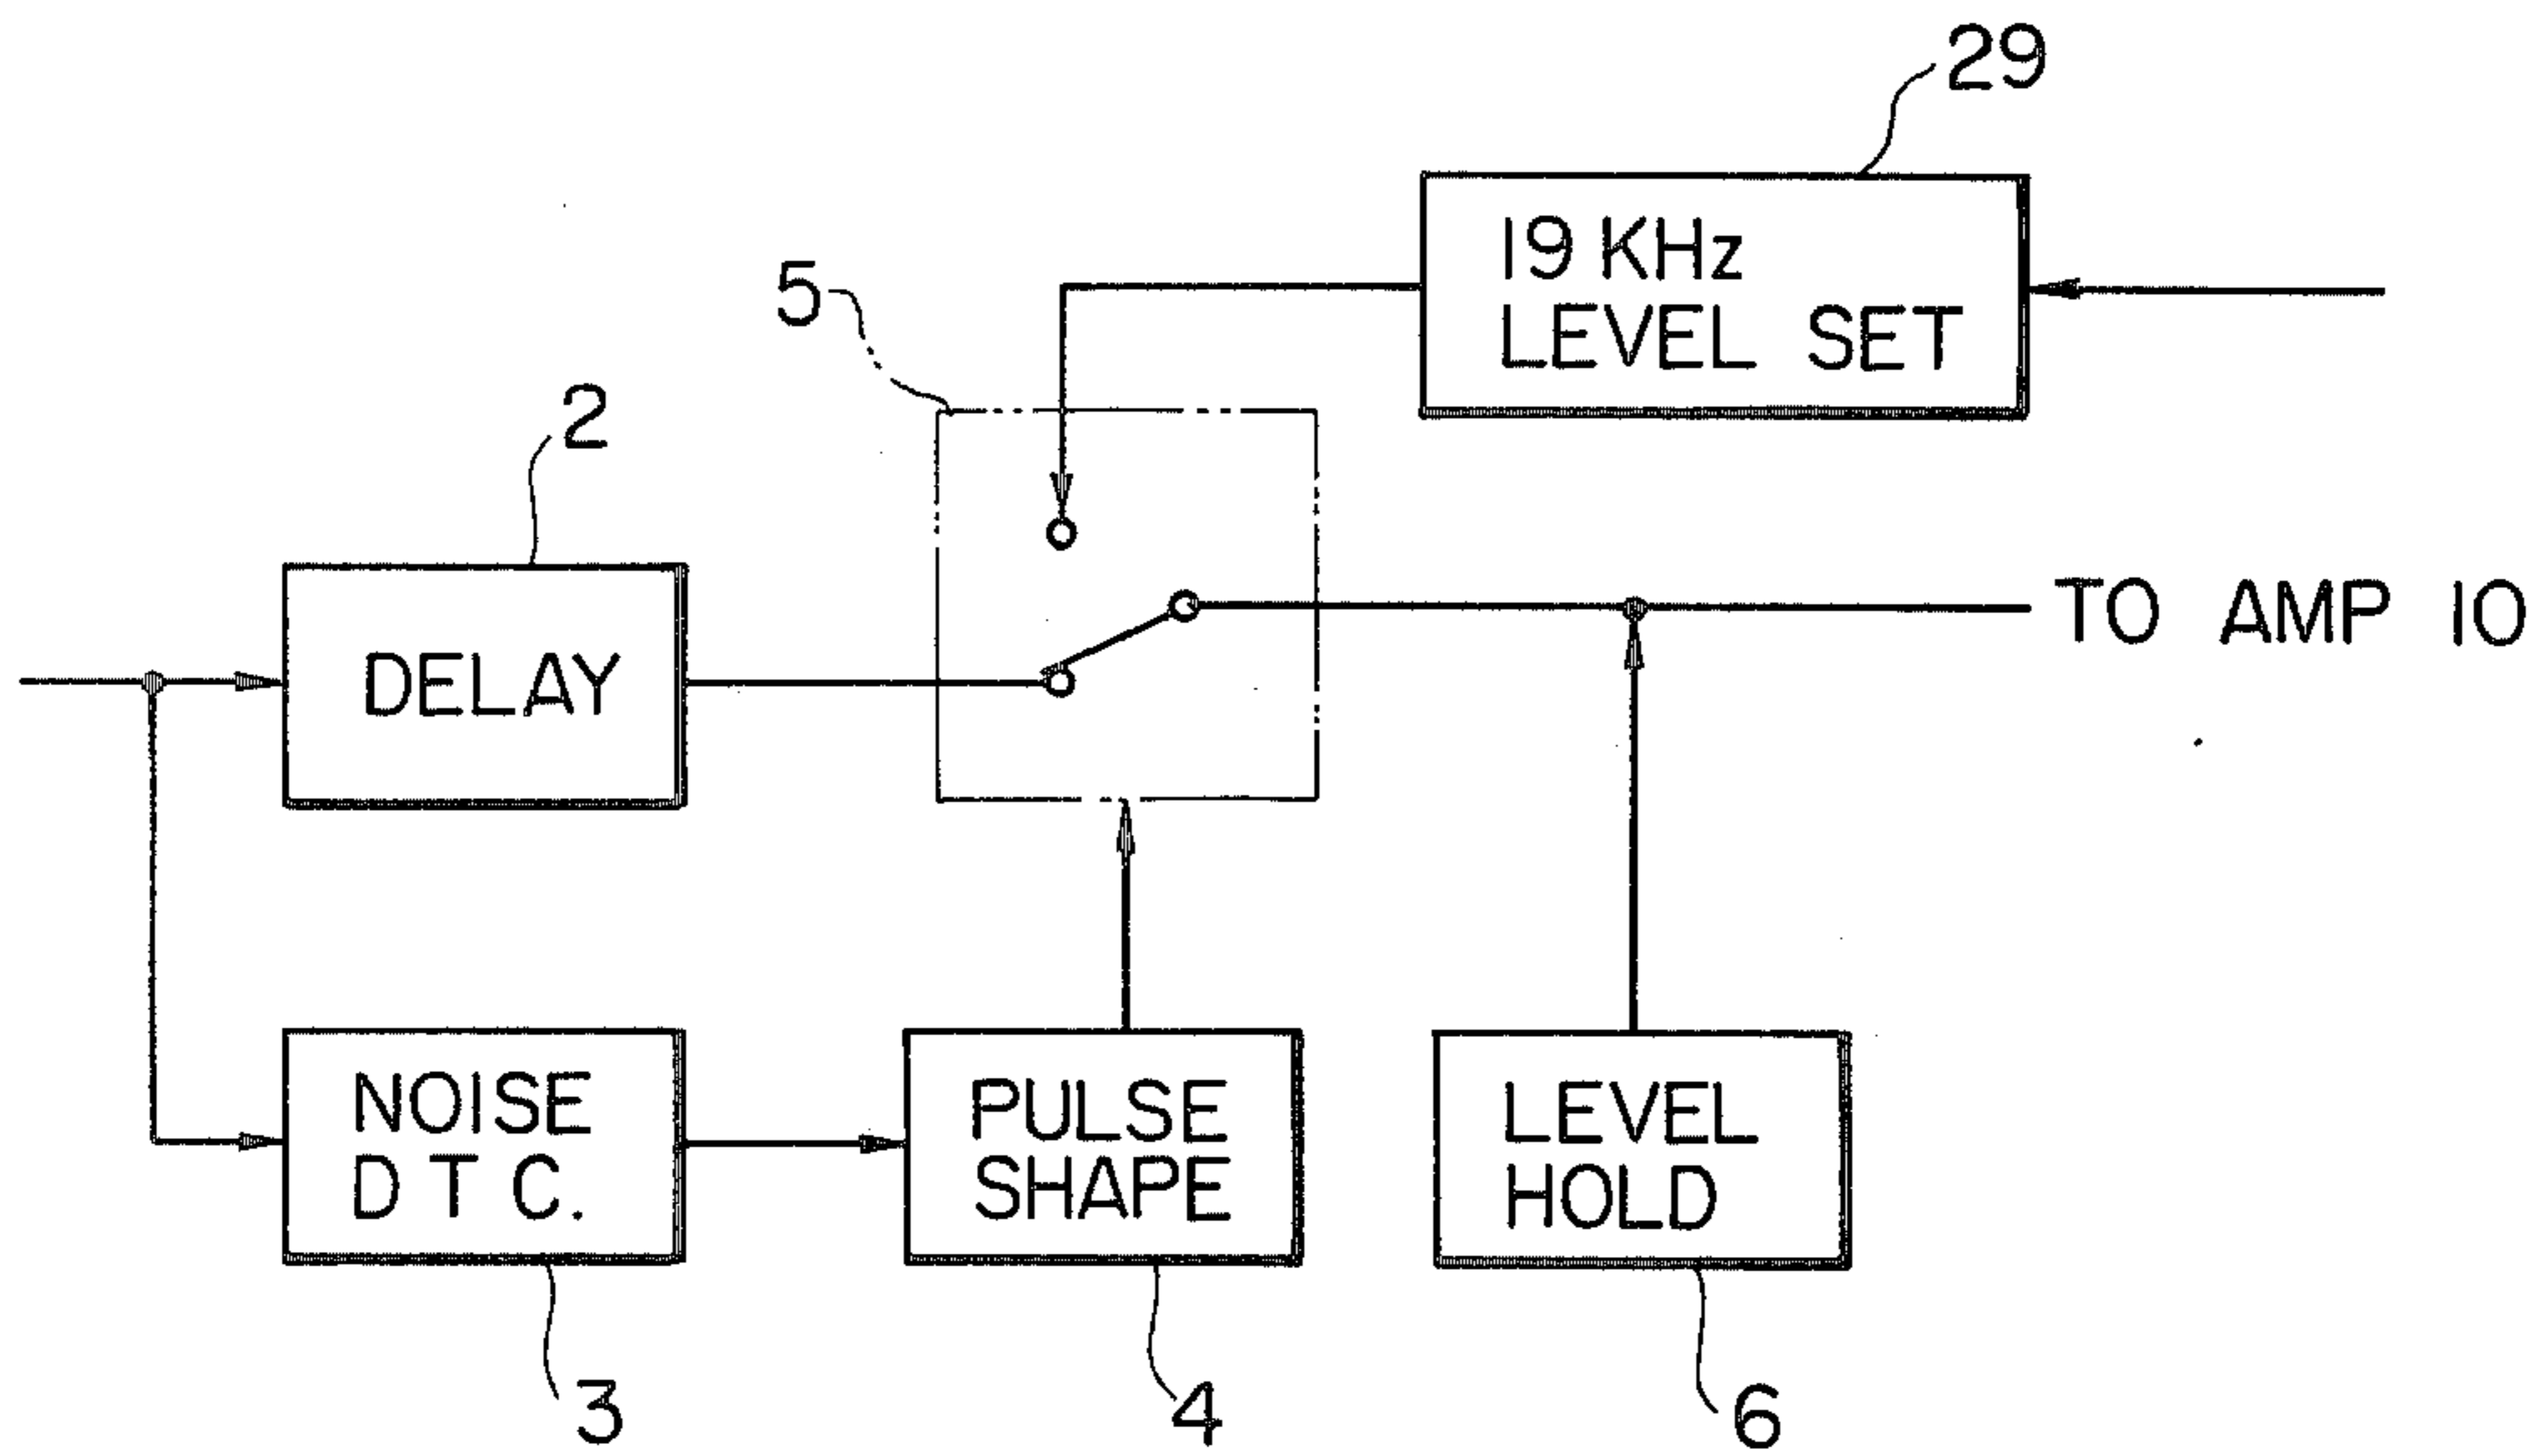 29
19 KHz
LEVEL SET
5
2
DELAY
TO AMP 10
NOISE
D T C.
PULSE
SHAPE
LEVEL
HOLD
3
4
6